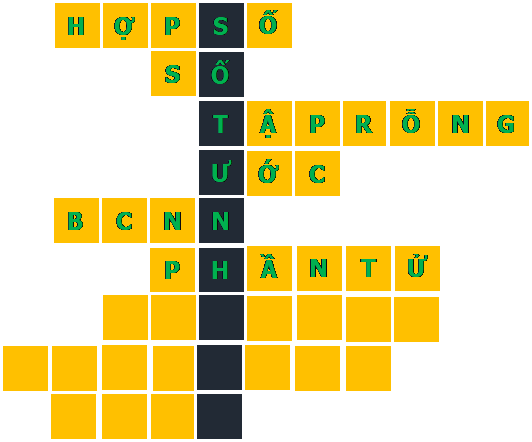 HỢPSỐ
SỐ
TẬPRỖNG
ƯỚC
BCNN
PHẦNTỬ